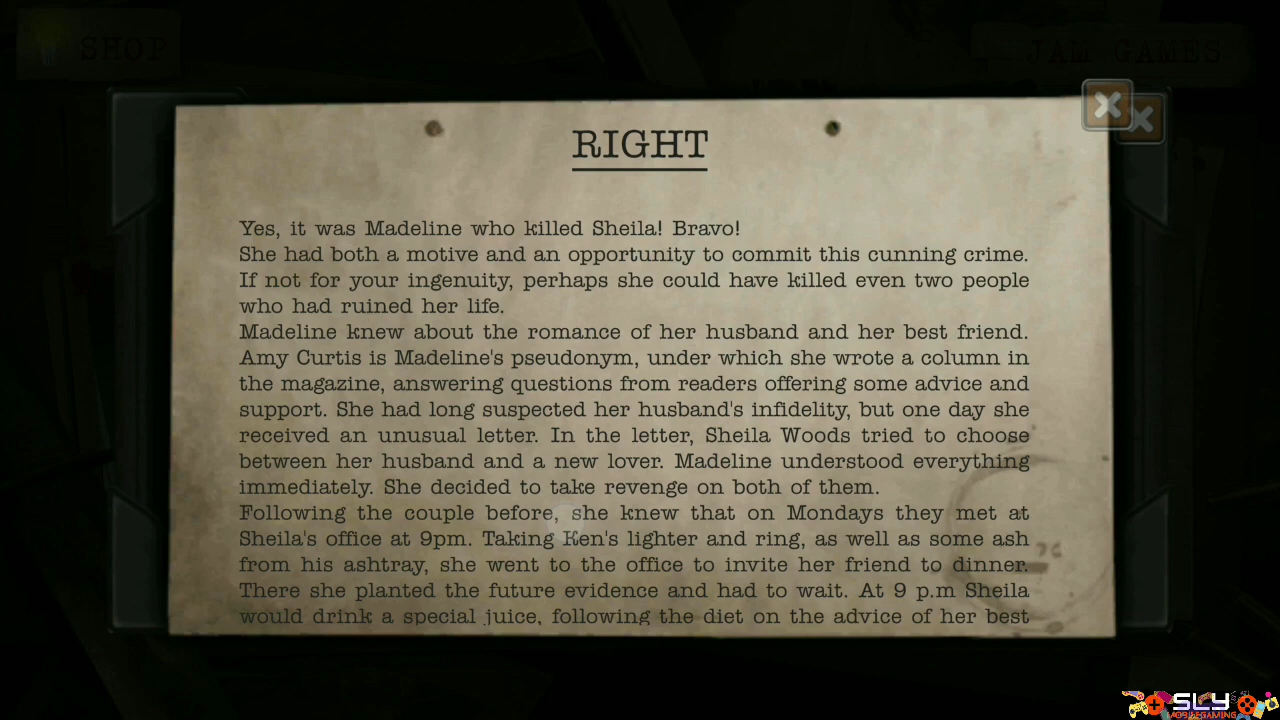 SHOP
JAM GAMES
RIGHT
Yes, it was Madeline who killed Sheila! Bravo!
She had both a motive and an opportunity to commit this cunning crime.
If not for your ingenuity, perhaps she could have killed even two people
who had ruined her life.
Madeline knew about the romance of her husband and her best friend.
Amy Curtis is Madeline's pseudonym, under which she wrote a column in
the magazine, answering questions from readers offering some advice and
support. She had long suspected her husband's infidelity, but one day she
received an unusual letter. In the letter, Sheila Woods tried to choose
between her husband and a new lover. Madeline understood everything
immediately. She decided to take revenge on both of them.
Following the couple before, she knew that on Mondays they met at
Sheila's office at 9pm. Taking Ken's lighter and ring, as well as some ash
from his ashtray, she went to the office to invite her friend to dinner.
There she planted the future evidence and had to wait. At 9 p.m Sheila
would drink a special juice, following the diet on the advice of her best
SLY
MOBILEGAMING